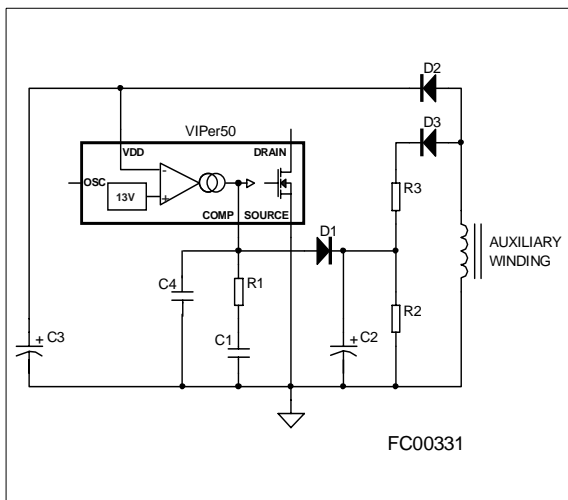 D2
D3
VIPer50
VDD
DRAIN
OSC
-
13V
+
COMP SOURCE
R3
D1
AUXILIARY
WINDING
C4
R1
R2
+
C3
C1
+
C2
FC00331